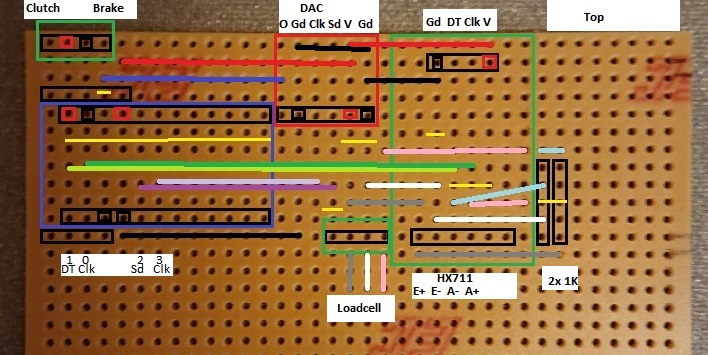 Clutch Brake
DAC
O Gd Clk Sd V Gd
Gd DT Clk V
Top
1 0 2 3
DT Clk Sd Clk
Loadcell
HX711
E+ E- A- A+
2x 1K